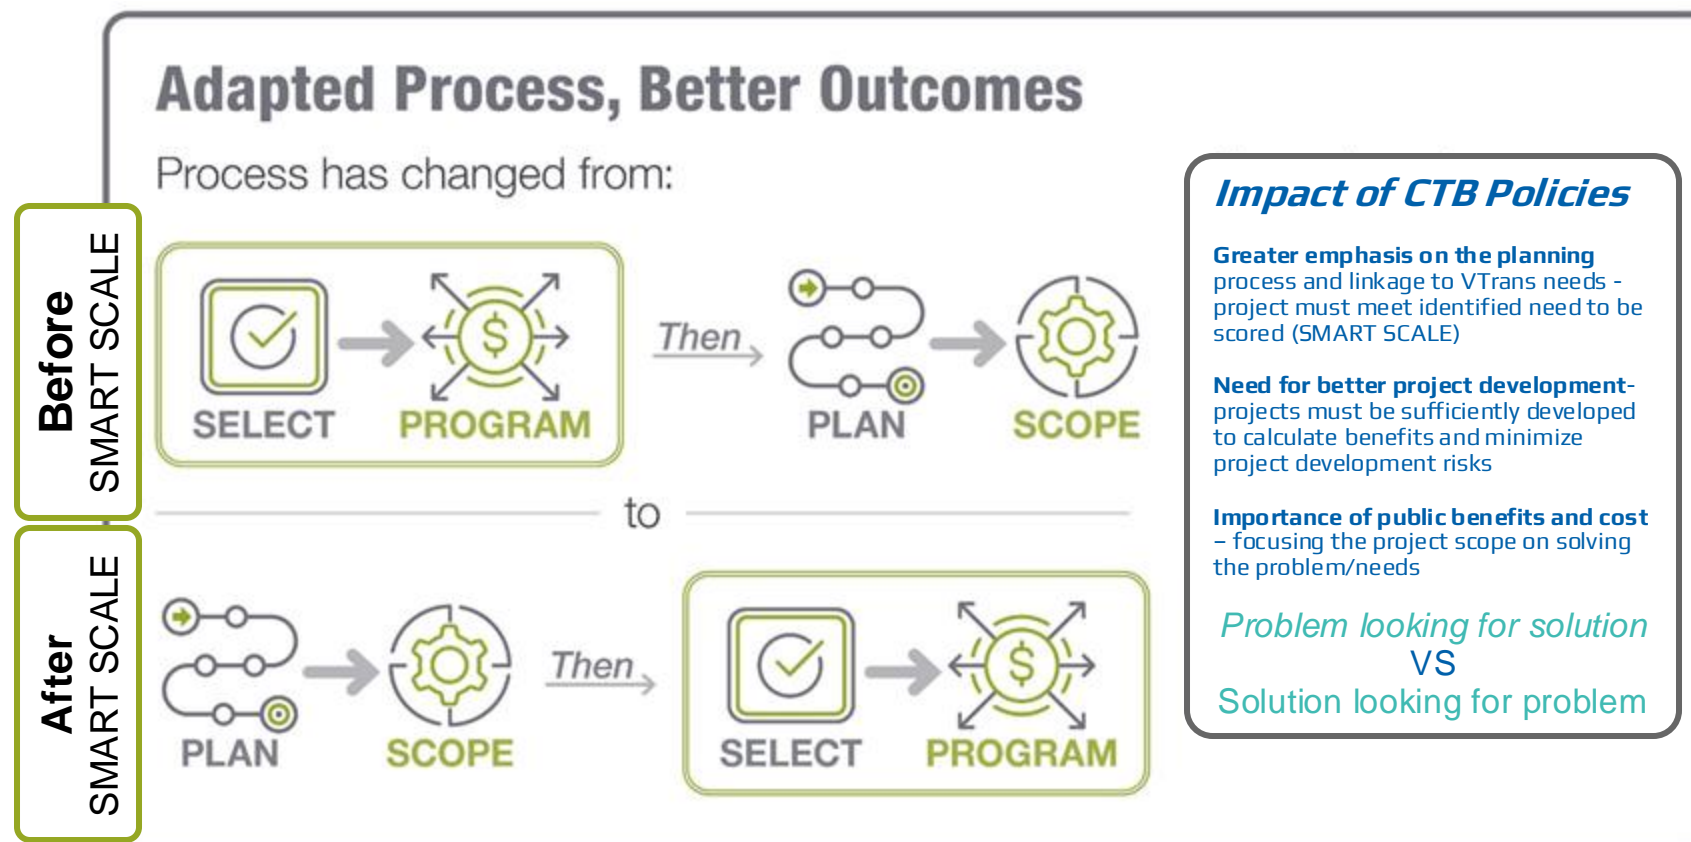 Adapted Process, Better Outcomes
Process has changed from:
Before
SMART SCALE
SELECT
PROGRAM
Then
PLAN
SCOPE
to
After
SMART SCALE
PLAN
SCOPE
Then
SELECT
PROGRAM
Impact of CTB Policies
Greater emphasis on the planning
process and linkage to VTrans needs -
project must meet identified need to be
scored (SMART SCALE)
Need for better project development-
projects must be sufficiently developed
to calculate benefits and minimize
project development risks
Importance of public benefits and cost
– focusing the project scope on solving
the problem/needs
Problem looking for solution
VS
Solution looking for problem
$
$